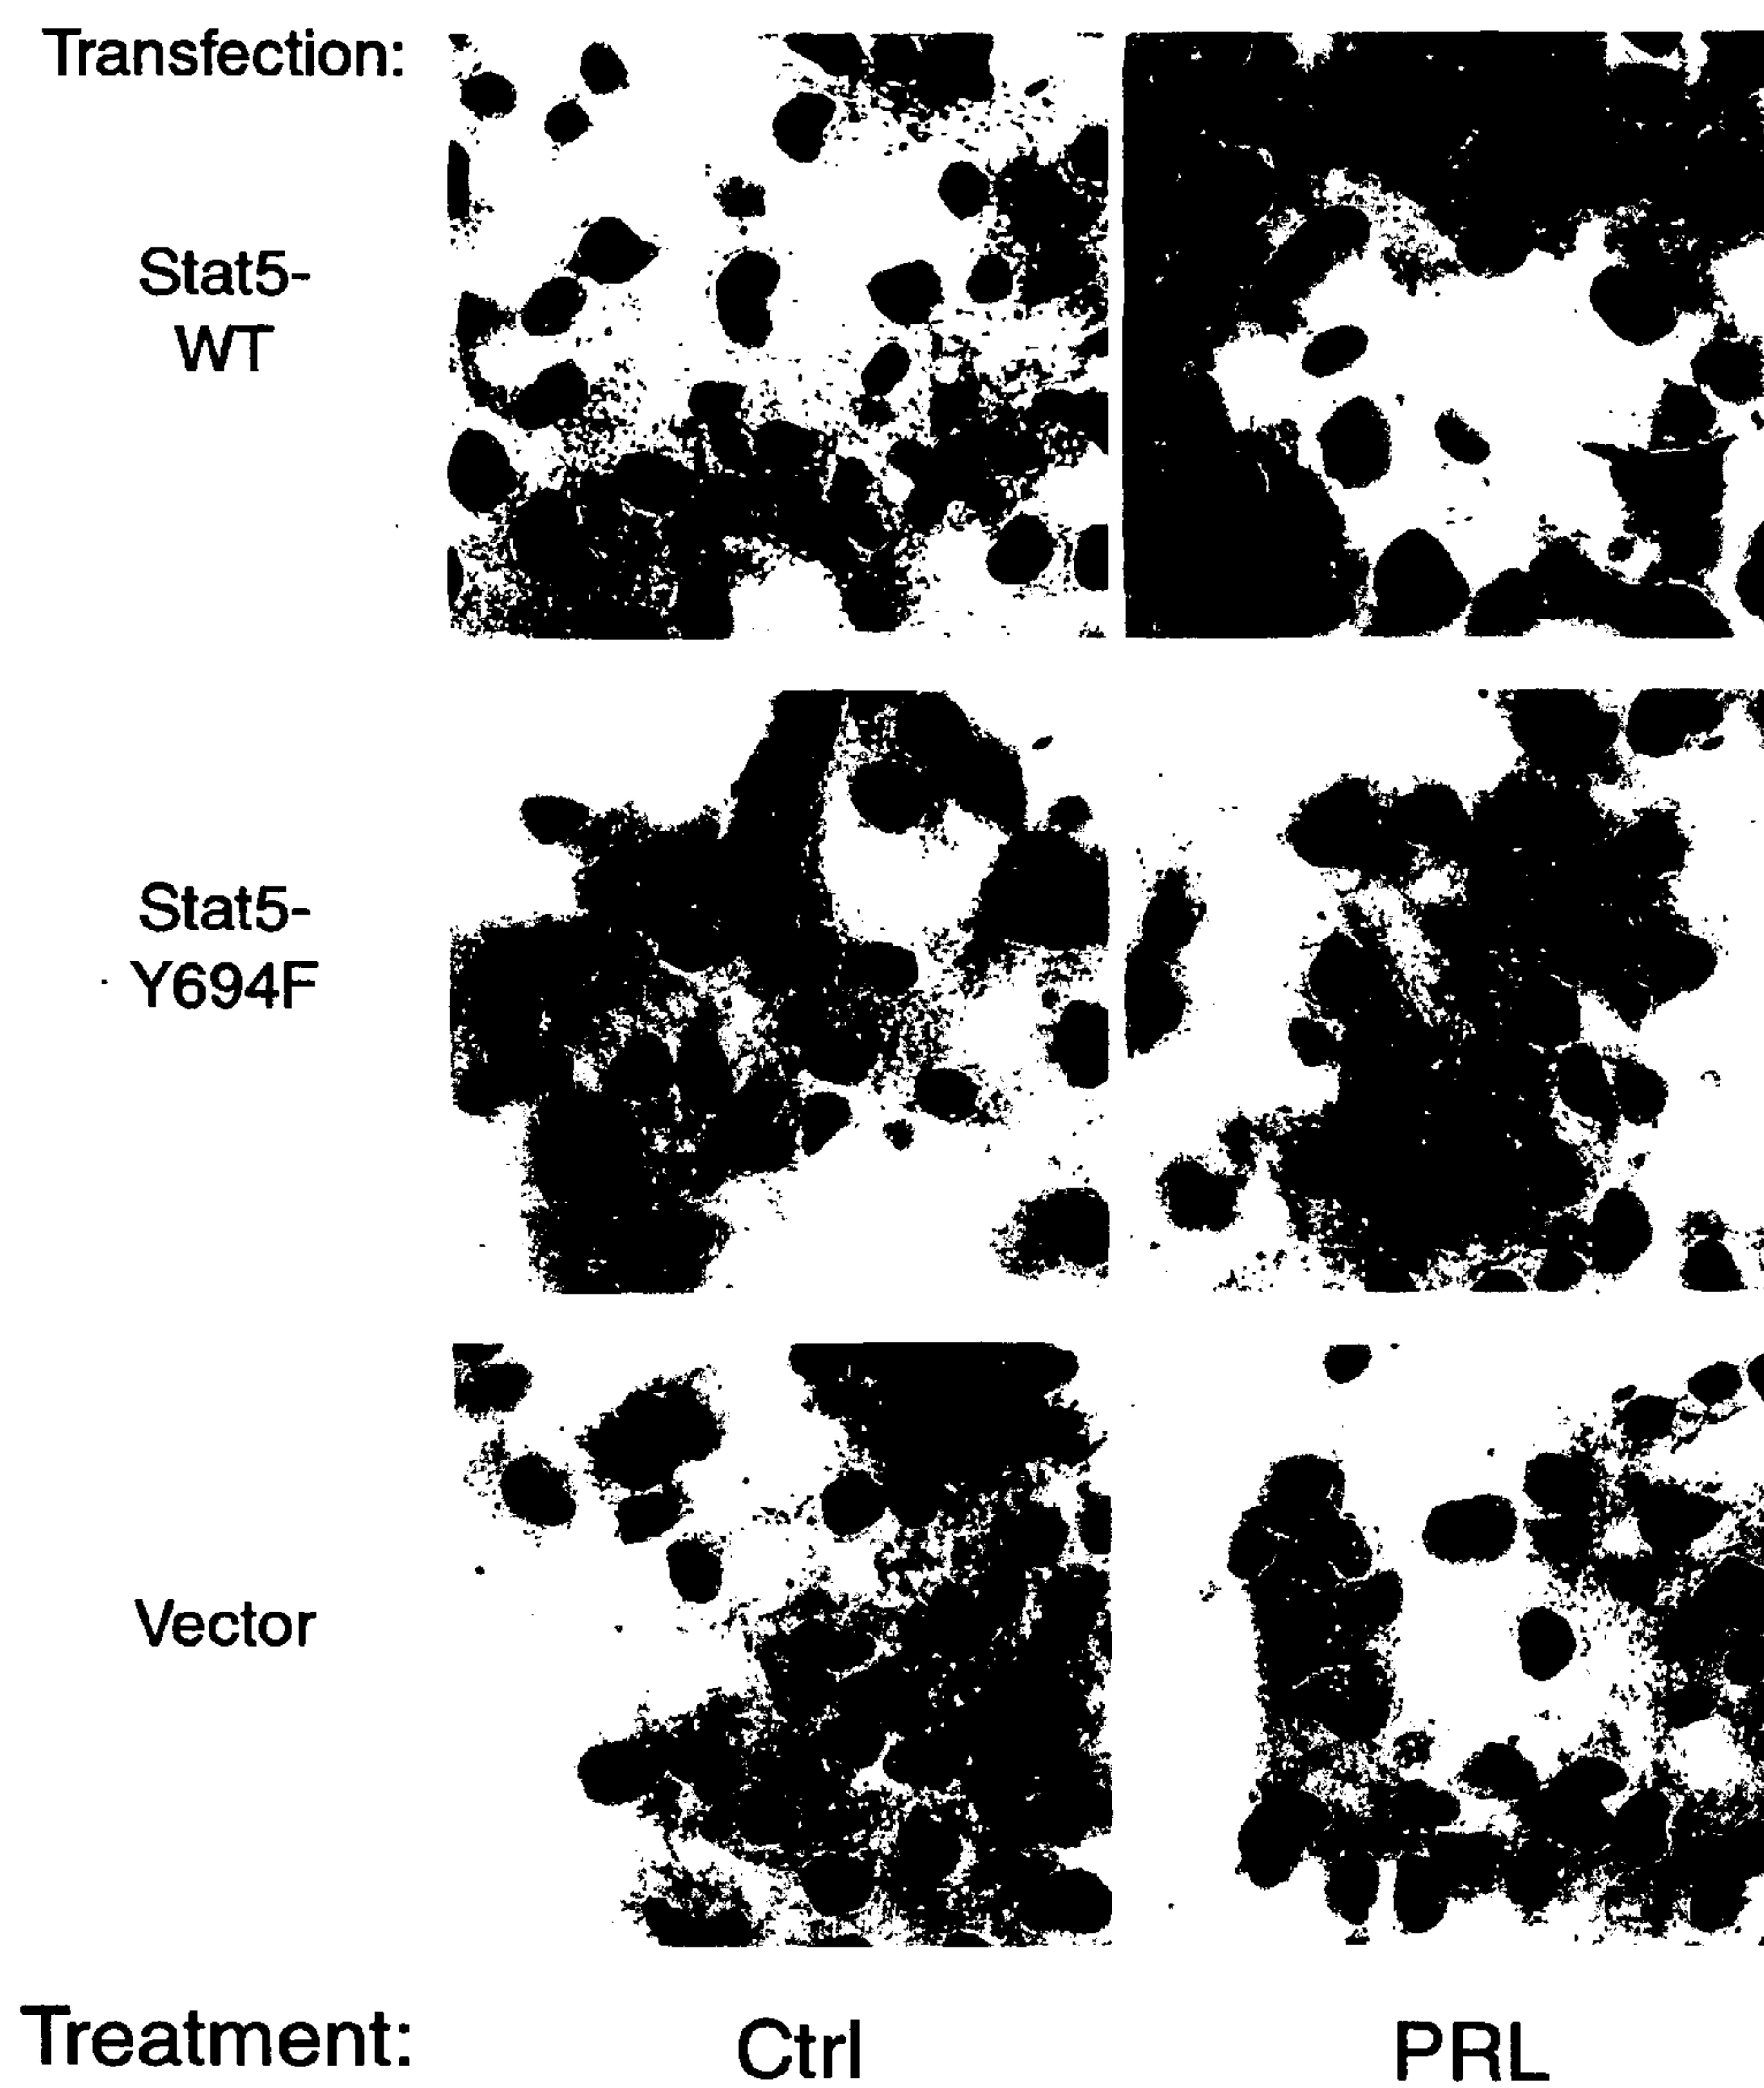 Transfection:
Stat5-
WT
Stat5-
Y694F
Vector
Treatment: Ctrl PRL